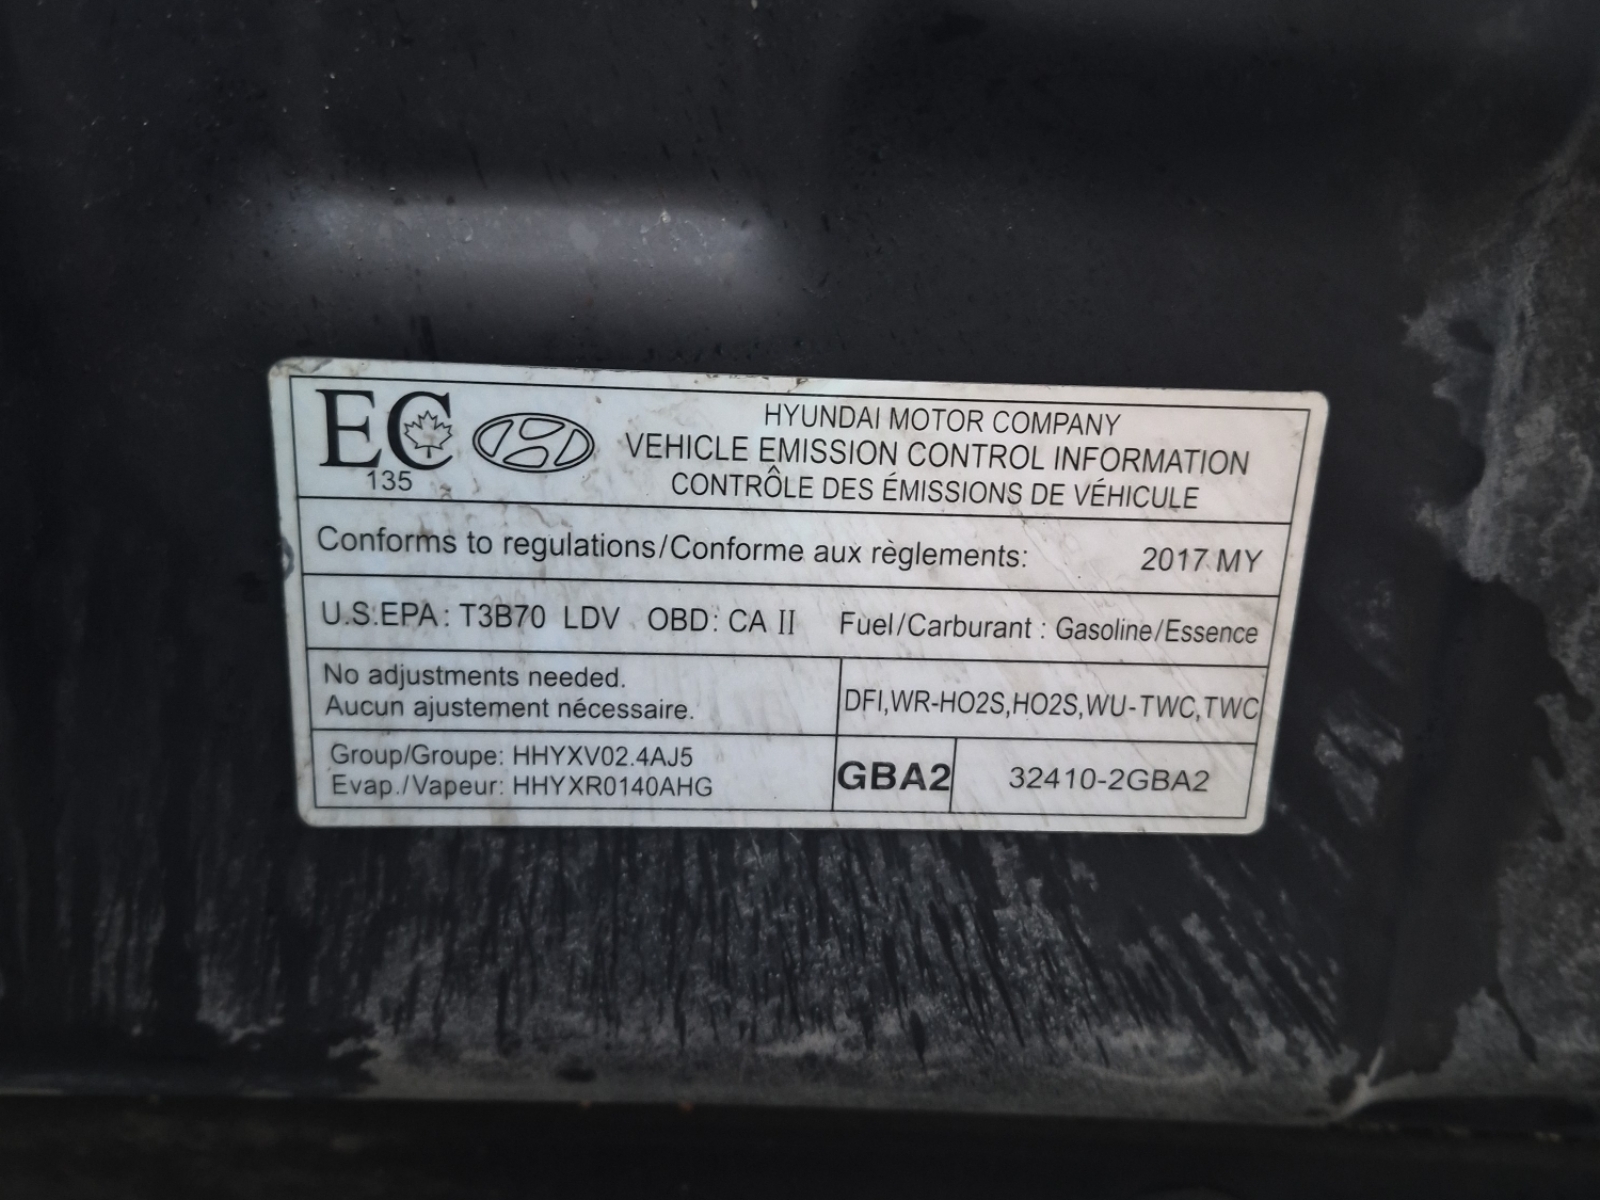 EC
135
HYUNDAI MOTOR COMPANY
VEHICLE EMISSION CONTROL INFORMATION
CONTRÔLE DES ÉMISSIONS DE VÉHICULE
Conforms to regulations/Conforme aux règlements: 2017 MY
U.S.EPA: T3B70 LDV OBD: CA II Fuel/Carburant : Gasoline/Essence
No adjustments needed.
Aucun ajustement nécessaire.
DFI,WR-HO2S,HO2S,WU-TWC,TWC
Group/Groupe: HHYXV02.4AJ5
Evap./Vapeur: HHYXR0140AHG
GBA2
32410-2GBA2